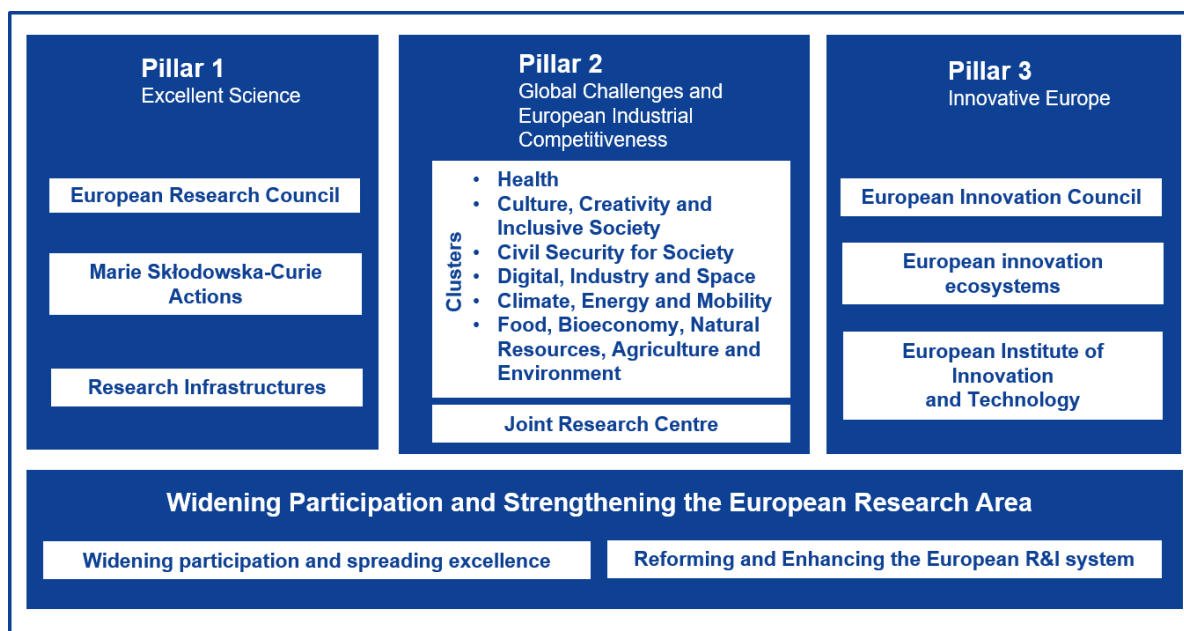 Pillar 1
Excellent Science
European Research Council
Marie Skłodowska-Curie
Actions
Research Infrastructures
Pillar 2
Global Challenges and
European Industrial
Competitiveness
Clusters
• Health
• Culture, Creativity and
Inclusive Society
• Civil Security for Society
• Digital, Industry and Space
• Climate, Energy and Mobility
• Food, Bioeconomy, Natural
Resources, Agriculture and
Environment
Joint Research Centre
Pillar 3
Innovative Europe
European Innovation Council
European innovation
ecosystems
European Institute of
Innovation
and Technology
Widening Participation and Strengthening the European Research Area
Widening participation and spreading excellence
Reforming and Enhancing the European R&I system